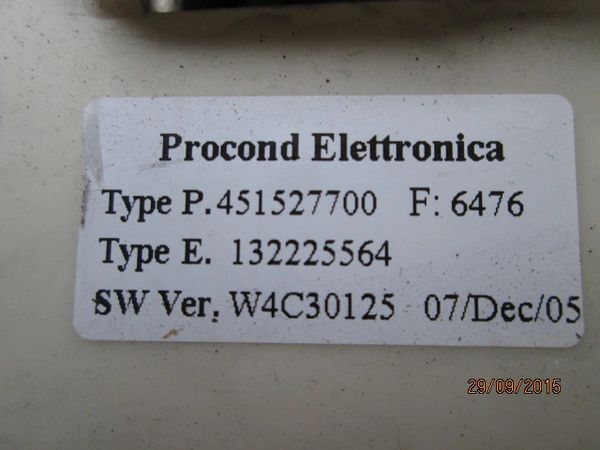 Procond Elettronica
Type P. 451527700 F: 6476
Type E. 132225564
SW Ver. W4C30125 07/Dec/05
29/09/2015